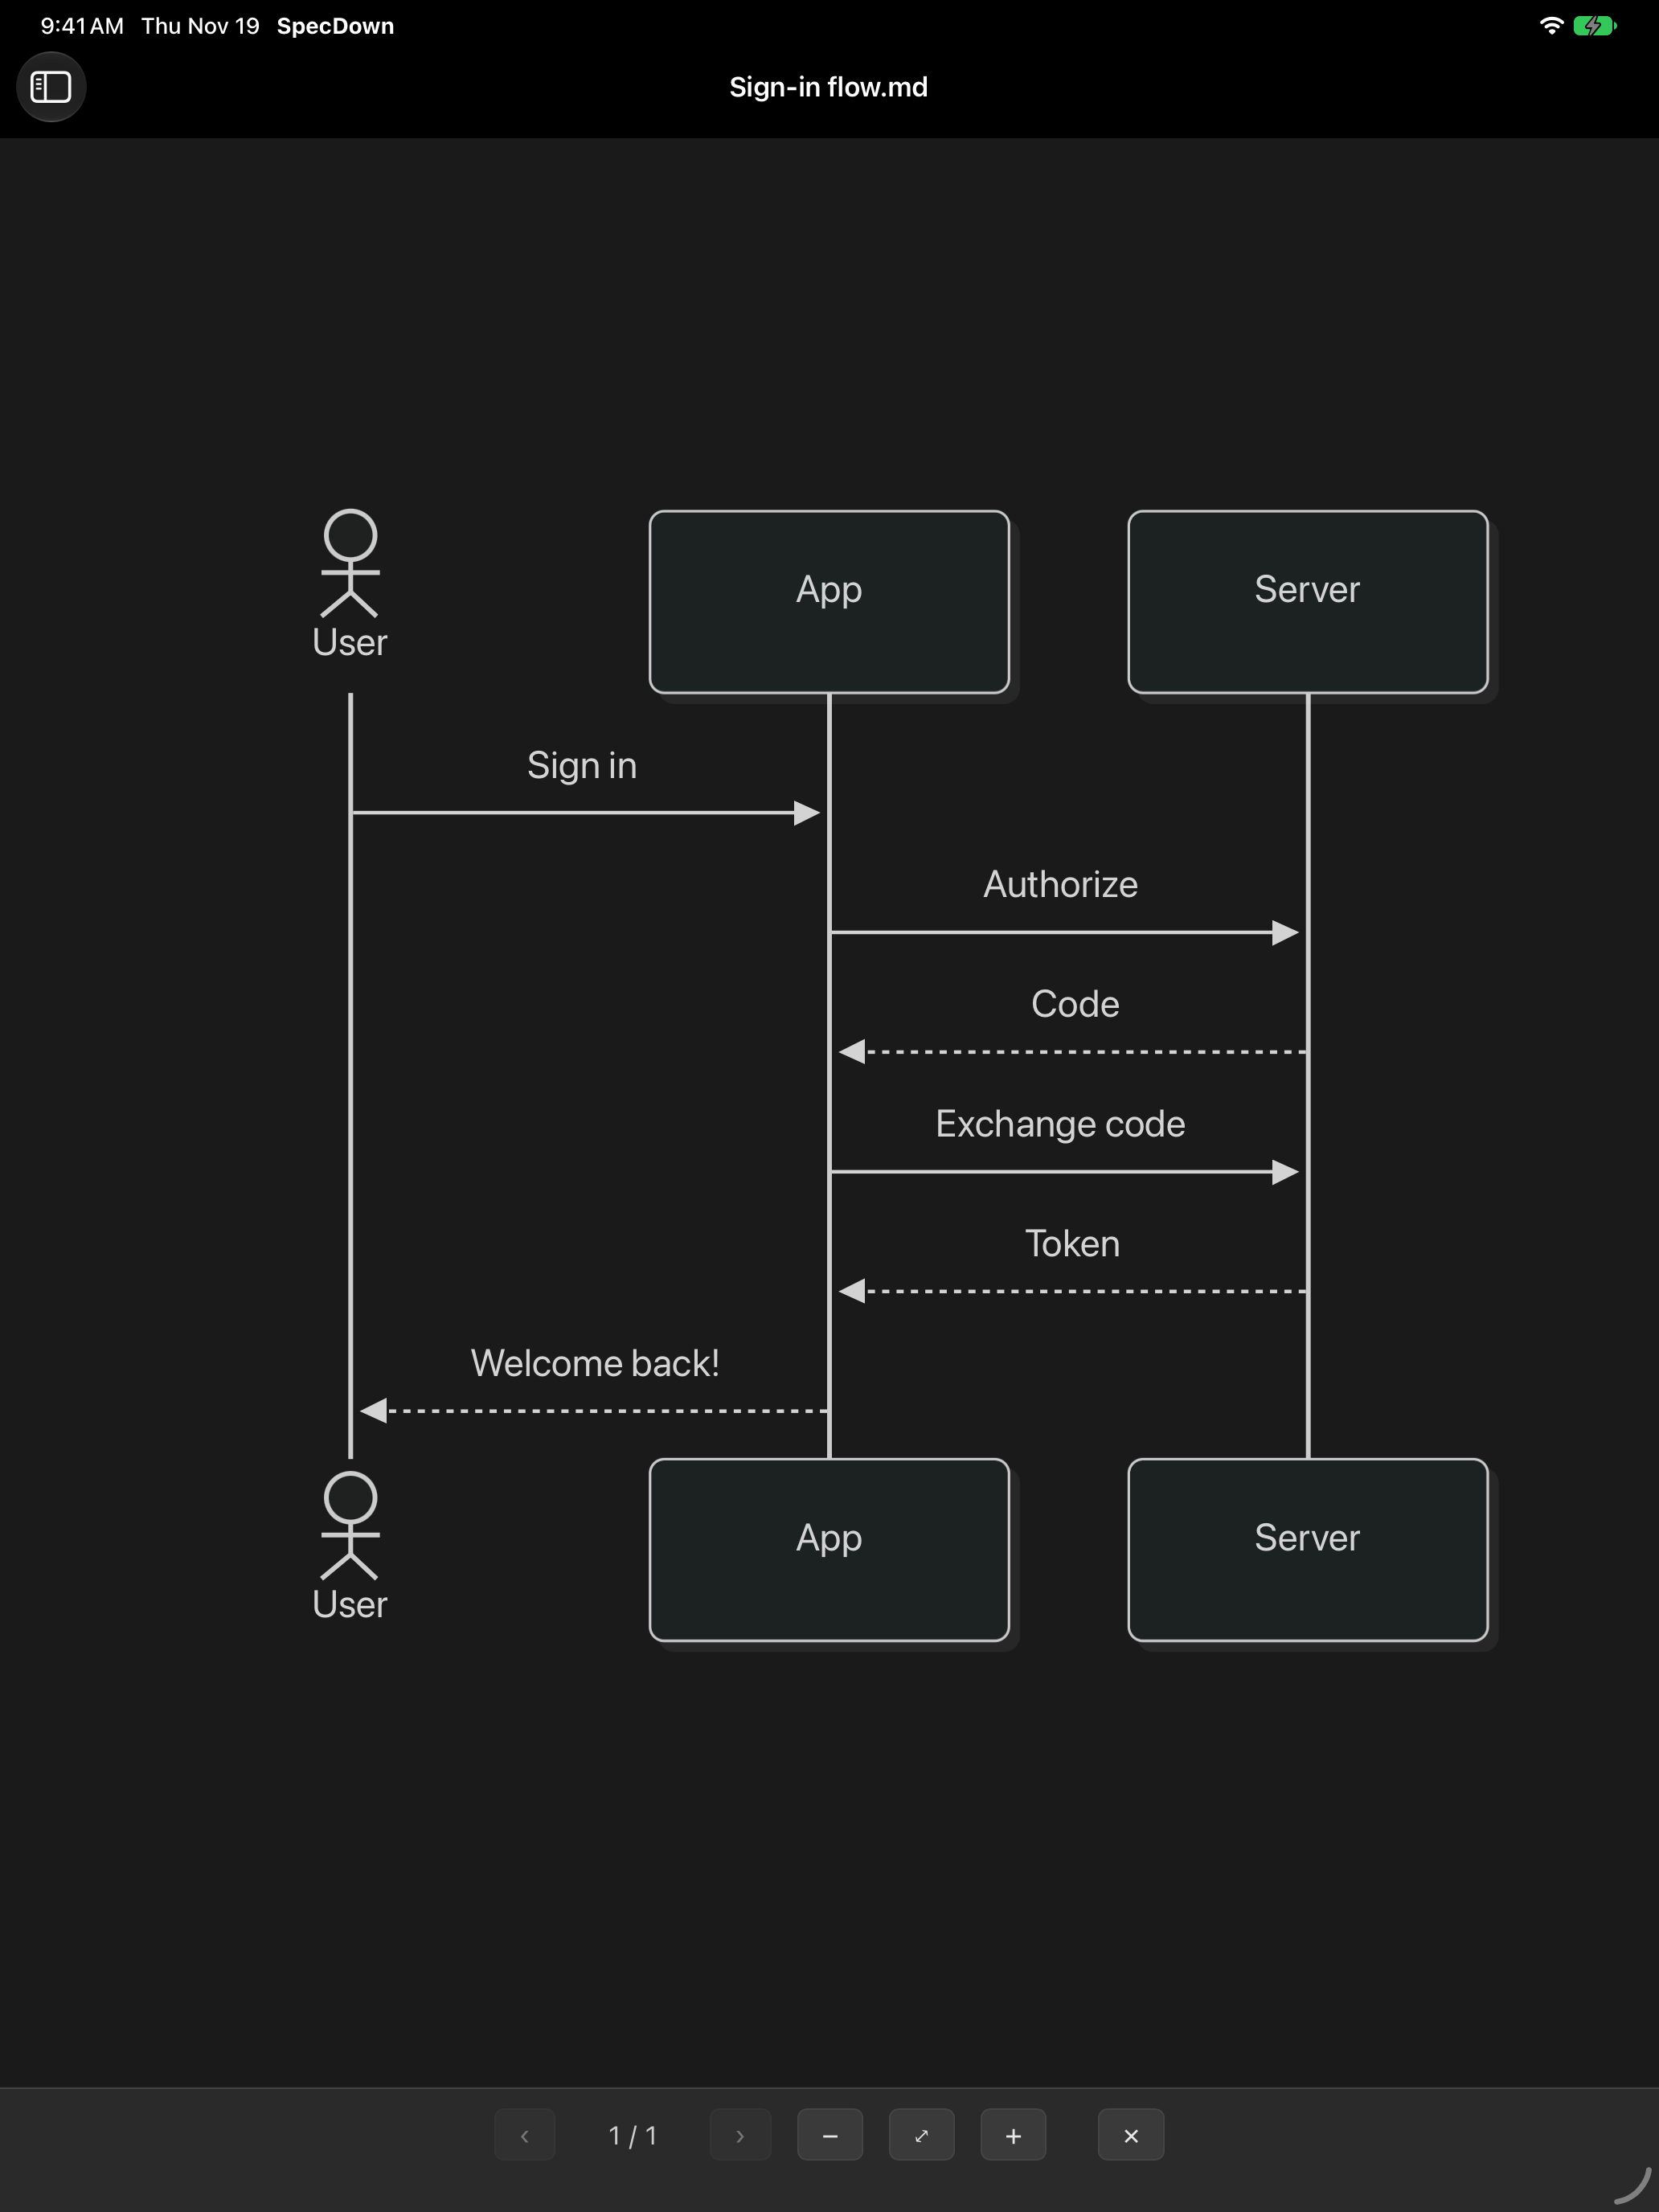 9:41 AM Thu Nov 19 SpecDown
Sign-in flow.md
User
App
Server
Sign in
Authorize
Code
Exchange code
Token
Welcome back!
User
App
Server
‹ 1 / 1 › − ⤢ + ×